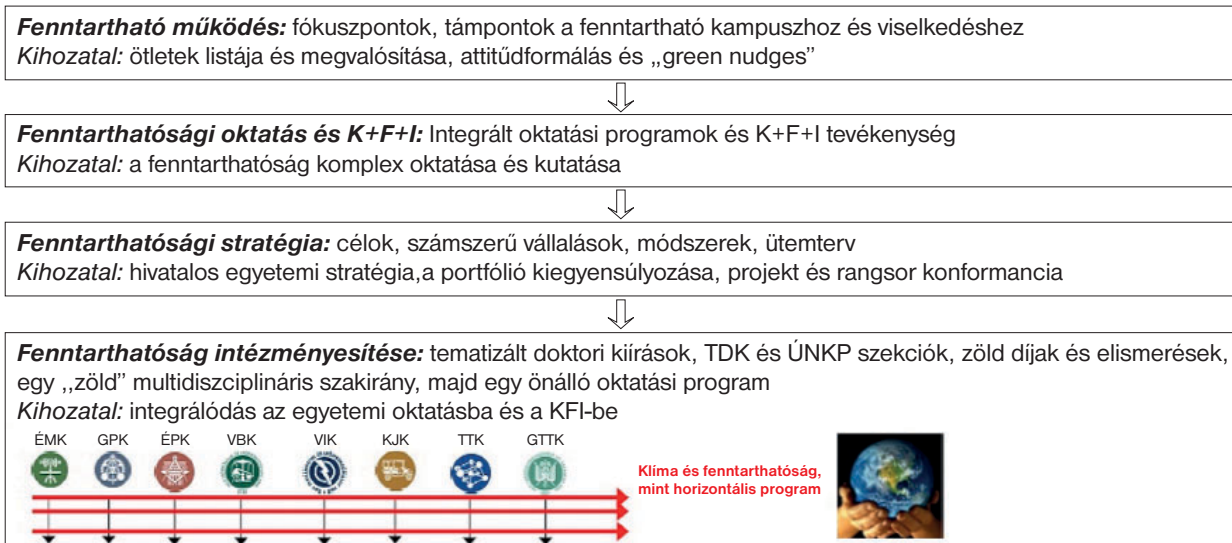 Fenntartható működés: fókuszpontok, támpontok a fenntartható kampuszhoz és viselkedéshez
Kihozatal: ötletek listája és megvalósítása, attitűdformálás és „green nudges”
Fenntarthatósági oktatás és K+F+I: Integrált oktatási programok és K+F+I tevékenység
Kihozatal: a fenntarthatóság komplex oktatása és kutatása
Fenntarthatósági stratégia: célok, számszerű vállalások, módszerek, ütemterv
Kihozatal: hivatalos egyetemi stratégia,a portfólió kiegyensúlyozása, projekt és rangsor konformancia
Fenntarthatóság intézményesítése: tematizált doktori kiírások, TDK és ÚNKP szekciók, zöld díjak és elismerések,
egy ,,zöld” multidiszciplináris szakirány, majd egy önálló oktatási program
Kihozatal: integrálódás az egyetemi oktatásba és a KFI-be
ÉMK GPK ÉPK VBK VIK KJK TTK GTTK
Klíma és fenntarthatóság,
mint horizontális program